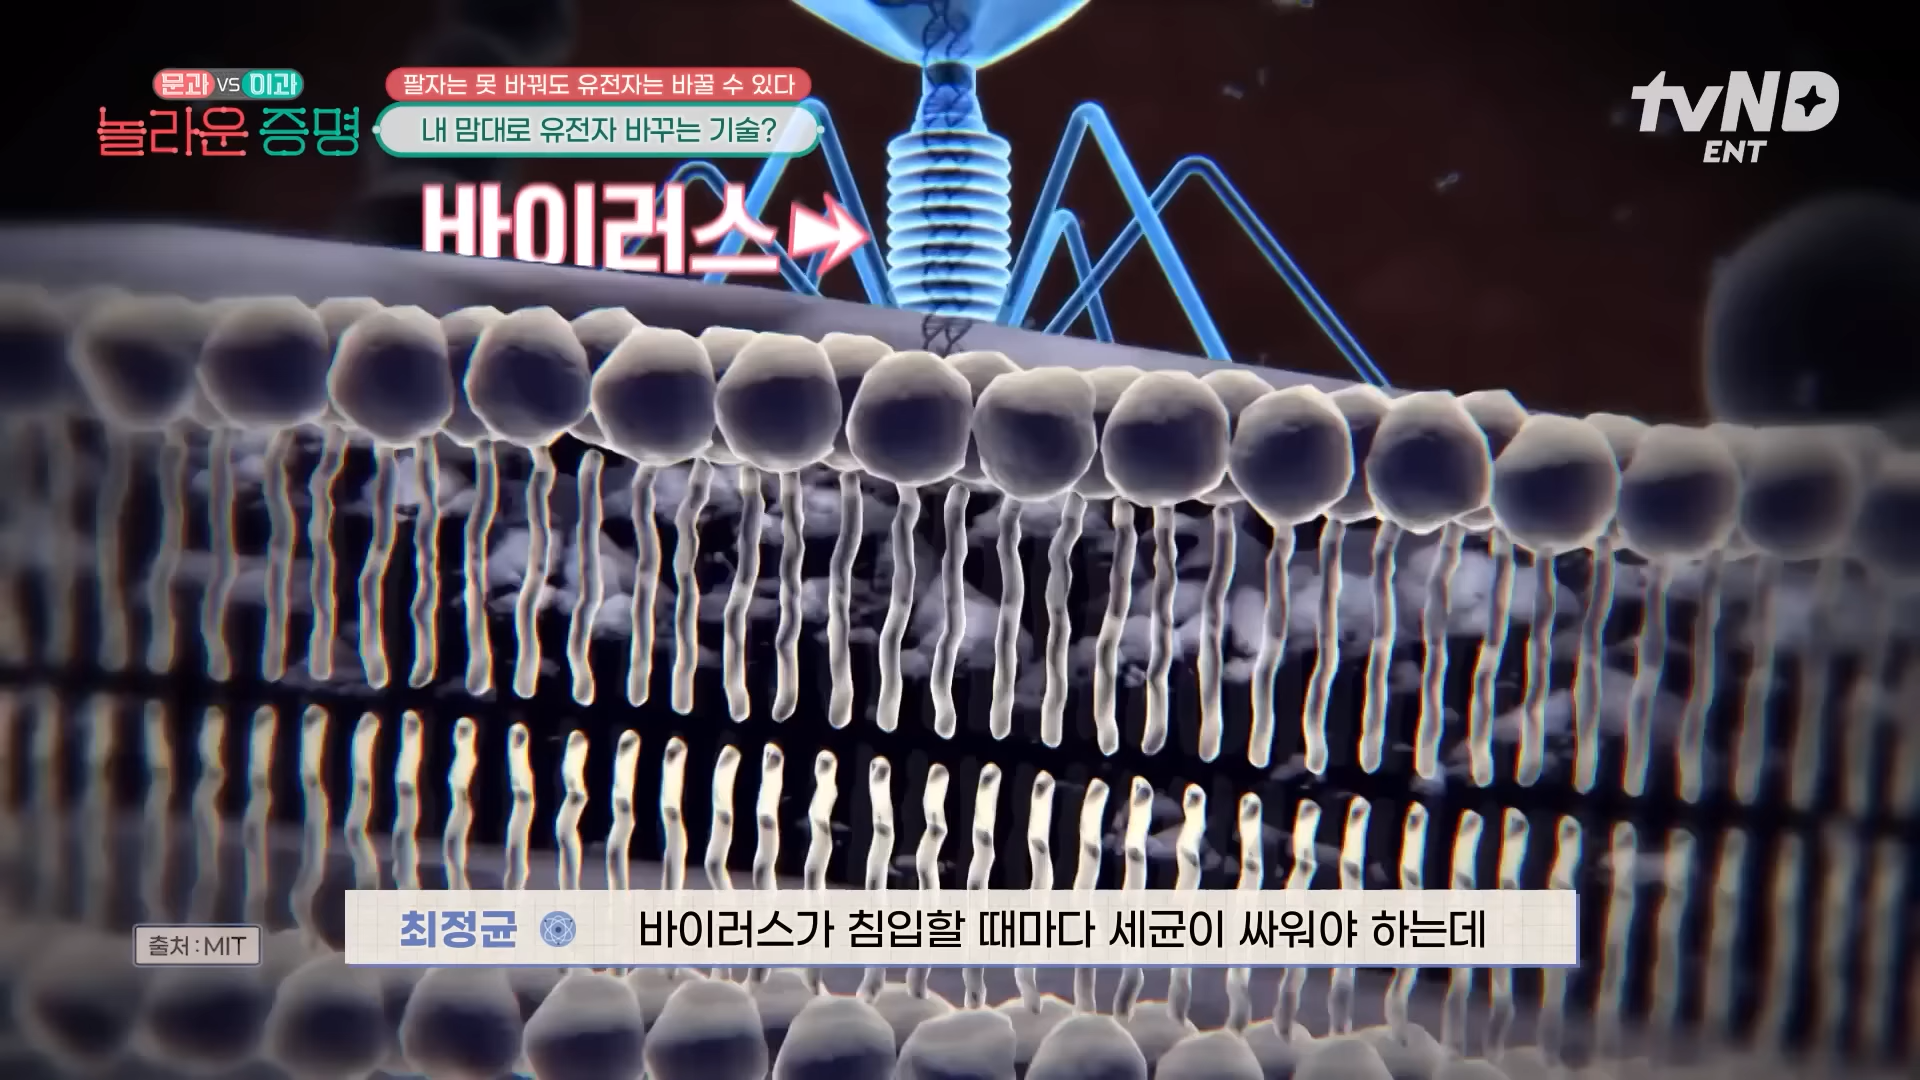 문과 VS 이과
놀라운 증명
팔자는 못 바꿔도 유전자는 바꿀 수 있다
내 맘대로 유전자 바꾸는 기술?
tvN D
ENT
바이러스
출처 : MIT
최정균 바이러스가 침입할 때마다 세균이 싸워야 하는데